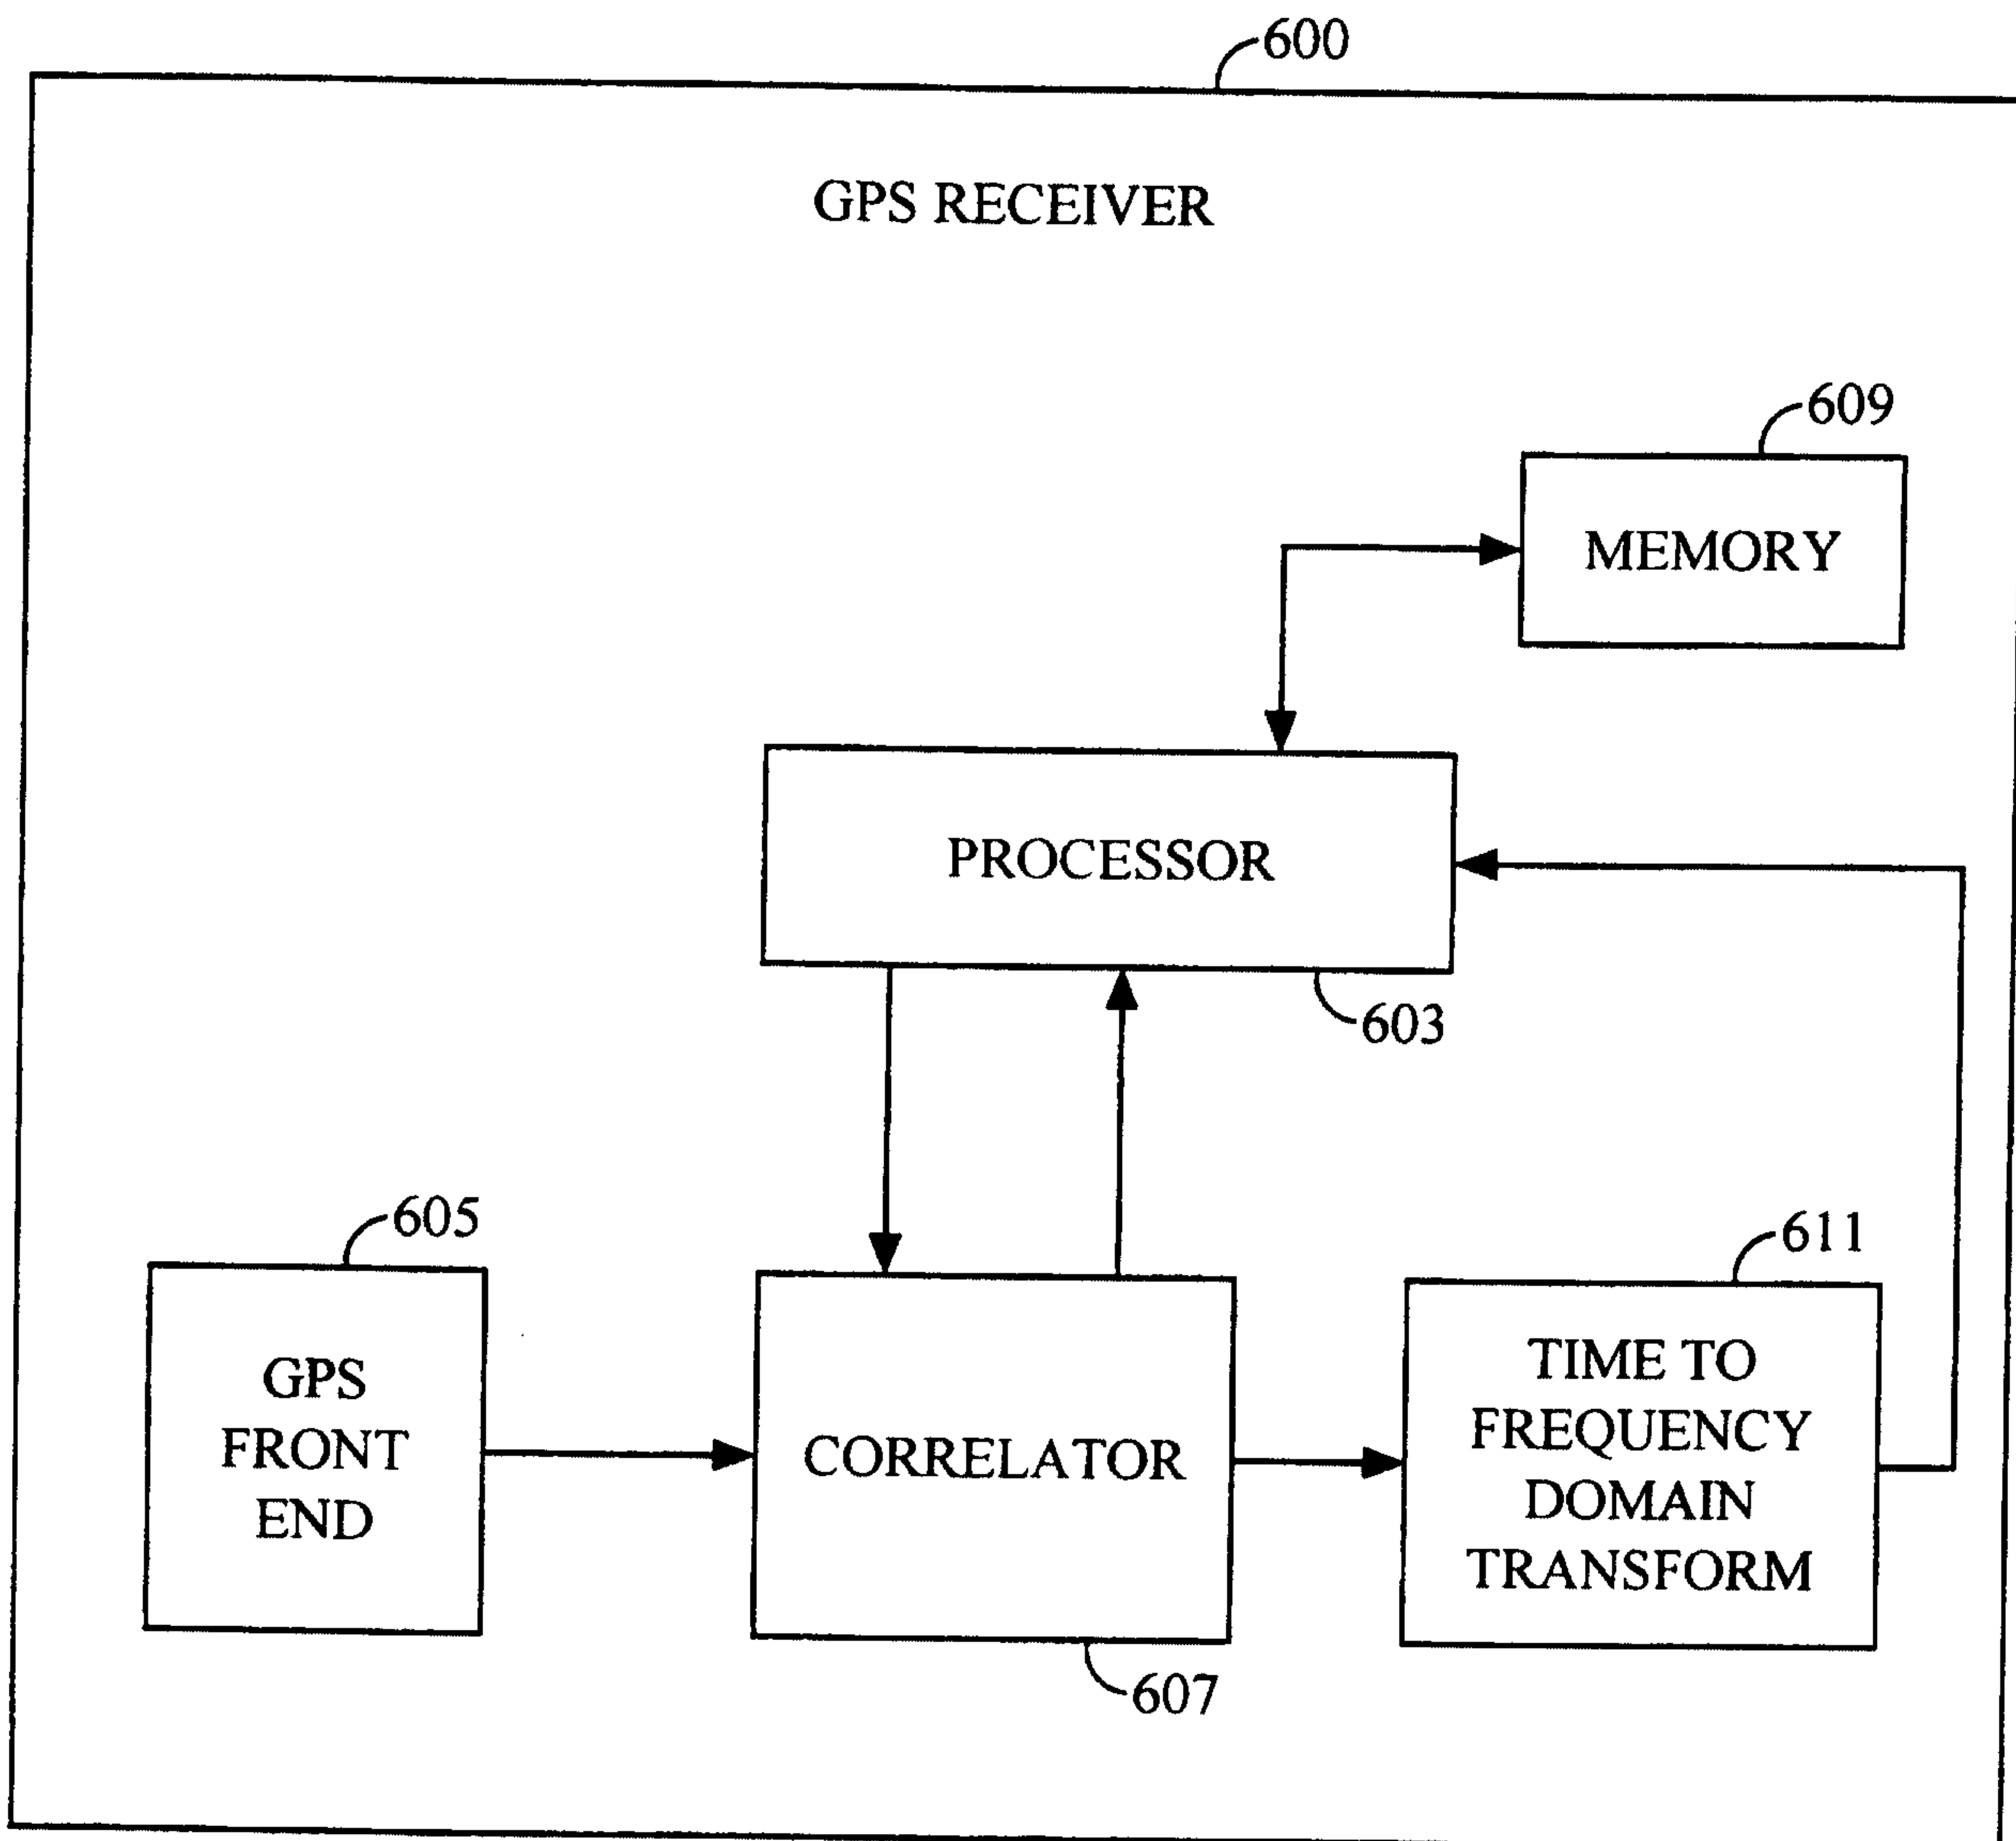 600
GPS RECEIVER
609
MEMORY
PROCESSOR
603
605
611
GPS
FRONT
END
CORRELATOR
TIME TO
FREQUENCY
DOMAIN
TRANSFORM
607